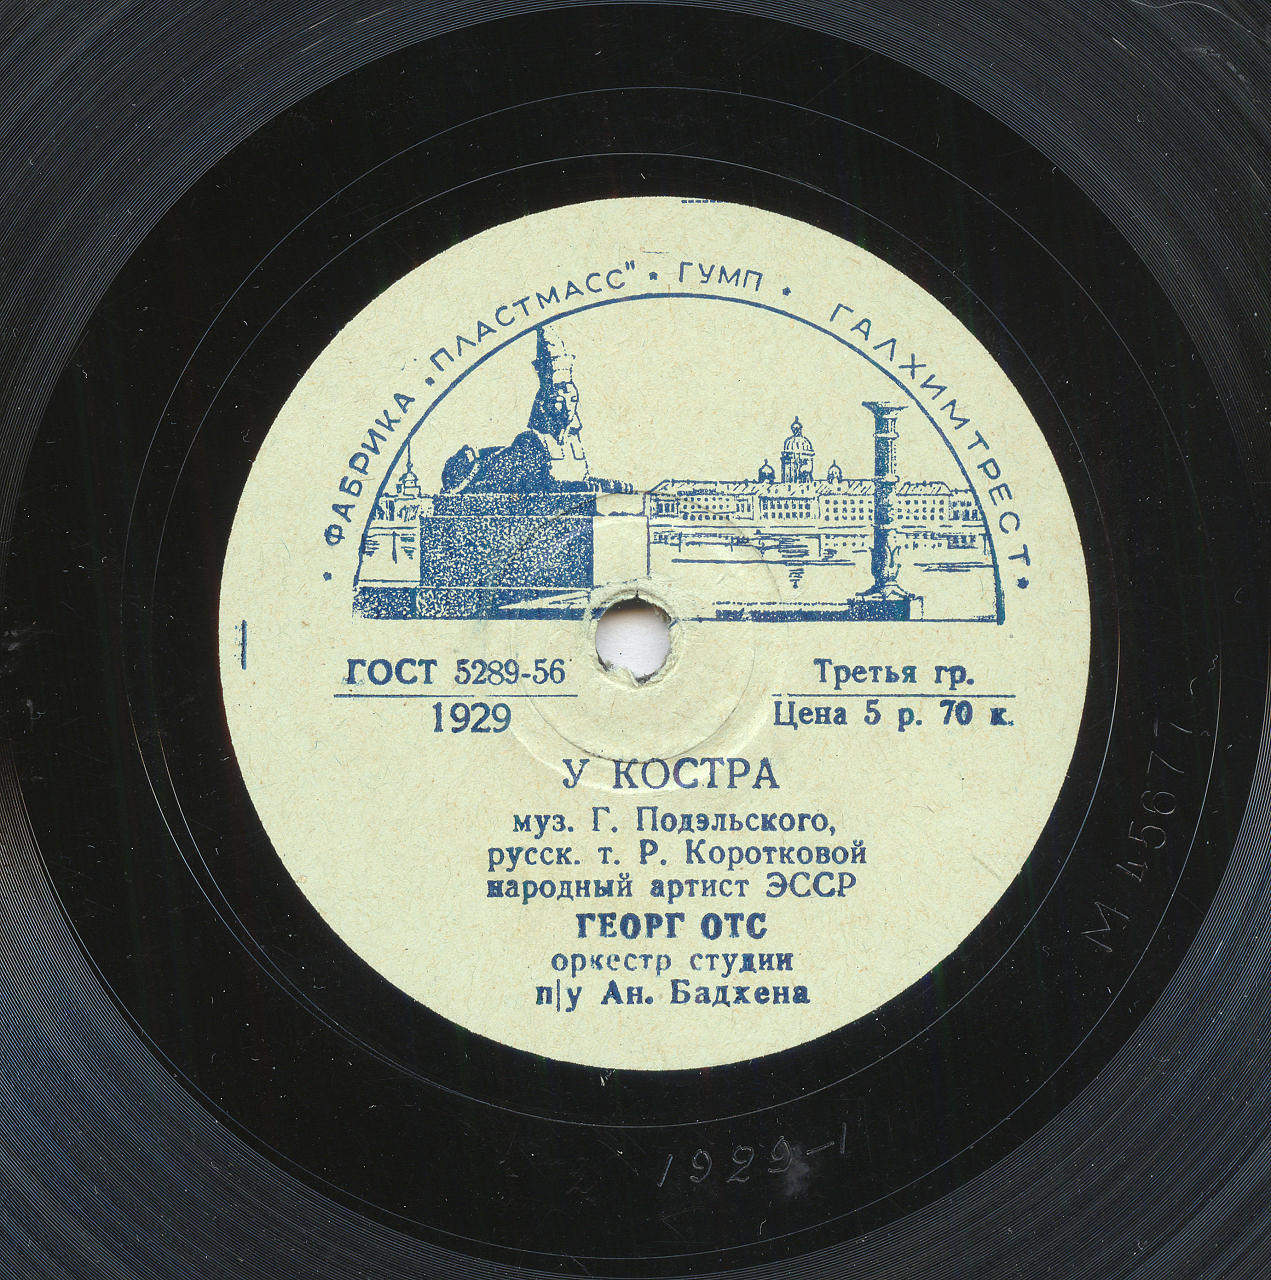 ФАБРИКА „ПЛАСТМАСС" • ГУМП • ГАЛХИМТРЕСТ
ГОСТ 5289-56
1929
Третья гр.
Цена 5 р. 70 к.
У КОСТРА
муз. Г. Подэльского,
русск. т. Р. Коротковой
народный артист ЭССР
ГЕОРГ ОТС
оркестр студии
п/у Ан. Бадхена
М 45677
1929-1